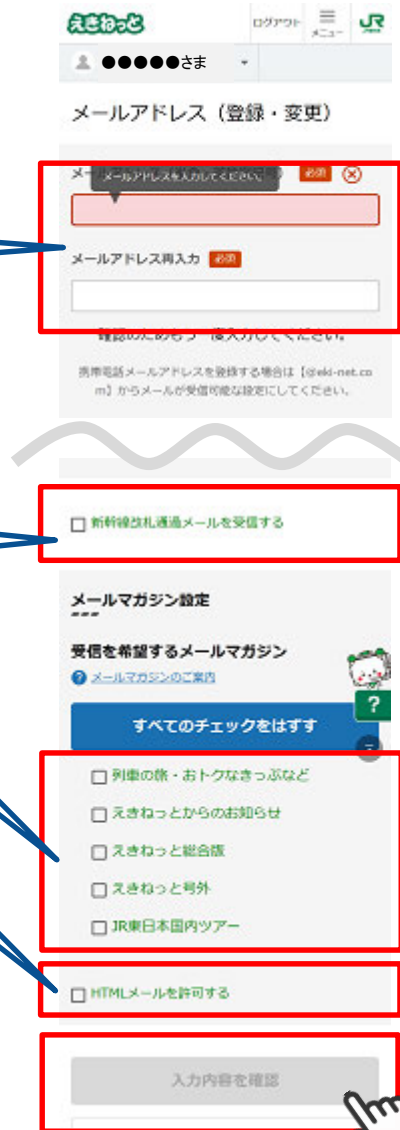 えきねっと
ログアウト
メニュー
JR
●●●●●さま
メールアドレス（登録・変更）
メールアドレスを入力してください
必須
メールアドレス再入力 必須
確認のためもう一度入力してください。
携帯電話メールアドレスを登録する場合は【@eki-net.co
m】からメールが受信可能な設定にしてください。
新幹線改札通過メールを受信する
メールマガジン設定
受信を希望するメールマガジン
? メールマガジンのご案内
すべてのチェックをはずす
?
列車の旅・おトクなきっぷなど
えきねっとからのお知らせ
えきねっと総合版
えきねっと号外
JR東日本国内ツアー
HTMLメールを許可する
入力内容を確認